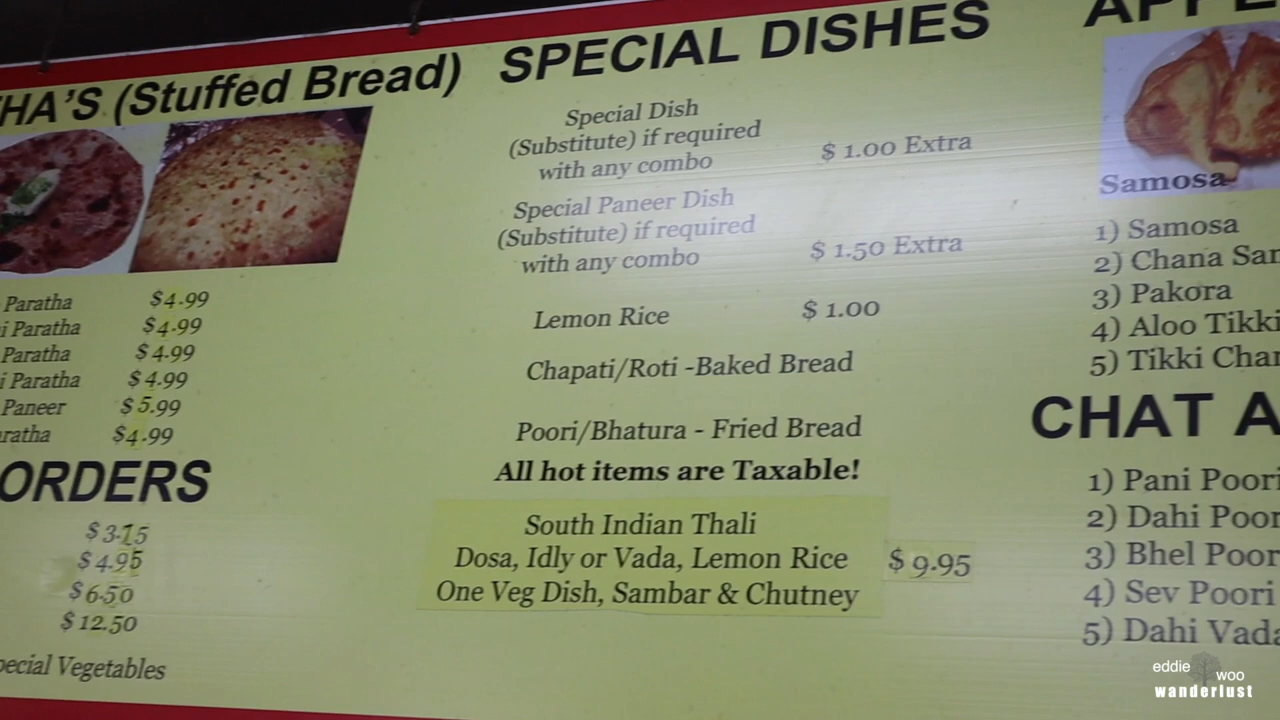 HA'S (Stuffed Bread)
Paratha $4.99
i Paratha $4.99
Paratha $4.99
i Paratha $4.99
Paneer $5.99
ratha $4.99
ORDERS
$3.15
$4.95
$6.50
$12.50
pecial Vegetables
SPECIAL DISHES
Special Dish
(Substitute) if required
with any combo
$ 1.00 Extra
Special Paneer Dish
(Substitute) if required
with any combo
$ 1.50 Extra
Lemon Rice $ 1.00
Chapati/Roti -Baked Bread
Poori/Bhatura - Fried Bread
All hot items are Taxable!
South Indian Thali
Dosa, Idly or Vada, Lemon Rice
One Veg Dish, Sambar & Chutney
$ 9.95
APPE
Samosa
1) Samosa
2) Chana Sam
3) Pakora
4) Aloo Tikki
5) Tikki Char
CHAT A
1) Pani Poori
2) Dahi Poor
3) Bhel Poor
4) Sev Poori
5) Dahi Vada
eddie woo
wanderlust